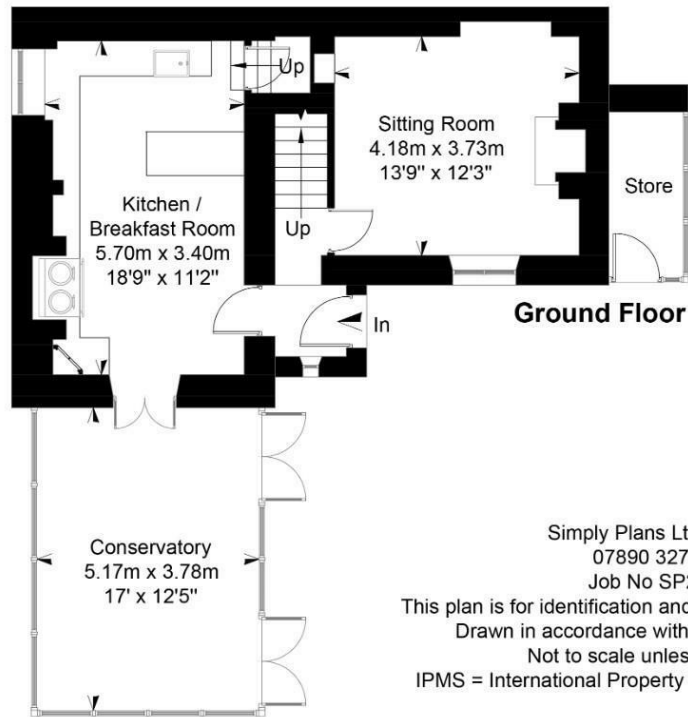 Up
Sitting Room
4.18m x 3.73m
13'9" x 12'3"
Store
Kitchen /
Breakfast Room
5.70m x 3.40m
18'9" x 11'2"
Up
In
Ground Floor
Conservatory
5.17m x 3.78m
17' x 12'5"
Simply Plans Lt
07890 327
Job No SP
This plan is for identification and
Drawn in accordance with
Not to scale unles
IPMS = International Property